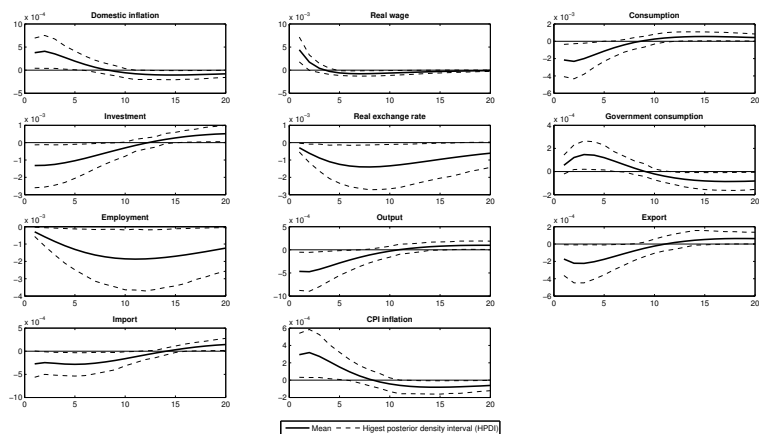 Domestic inflation
x 10⁻⁴
10
5
0
−5
0 5 10 15 20
Real wage
x 10⁻³
10
5
0
−5
0 5 10 15 20
Consumption
x 10⁻³
2
0
−2
−4
−6
0 5 10 15 20
Investment
x 10⁻³
1
0
−1
−2
−3
0 5 10 15 20
Real exchange rate
x 10⁻³
1
0
−1
−2
−3
0 5 10 15 20
Government consumption
x 10⁻⁴
4
2
0
−2
0 5 10 15 20
Employment
x 10⁻³
0
−1
−2
−3
−4
0 5 10 15 20
Output
x 10⁻⁴
5
0
−5
−10
0 5 10 15 20
Export
x 10⁻⁴
2
0
−2
−4
−6
0 5 10 15 20
Import
x 10⁻⁴
5
0
−5
−10
0 5 10 15 20
CPI inflation
x 10⁻⁴
6
4
2
0
−2
0 5 10 15 20
Mean Higest posterior density interval (HPDI)